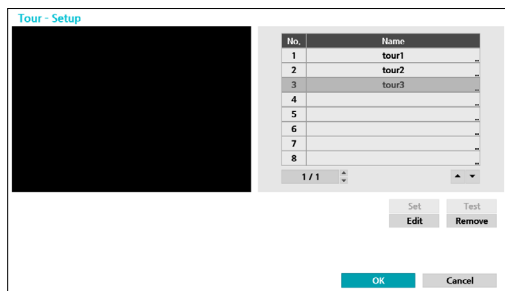 Tour - Setup
No. Name
1 tour1 ..
2 tour2 ..
3 tour3 ..
4 ..
5 ..
6 ..
7 ..
8 ..
1 / 1
Set Test
Edit Remove
OK Cancel